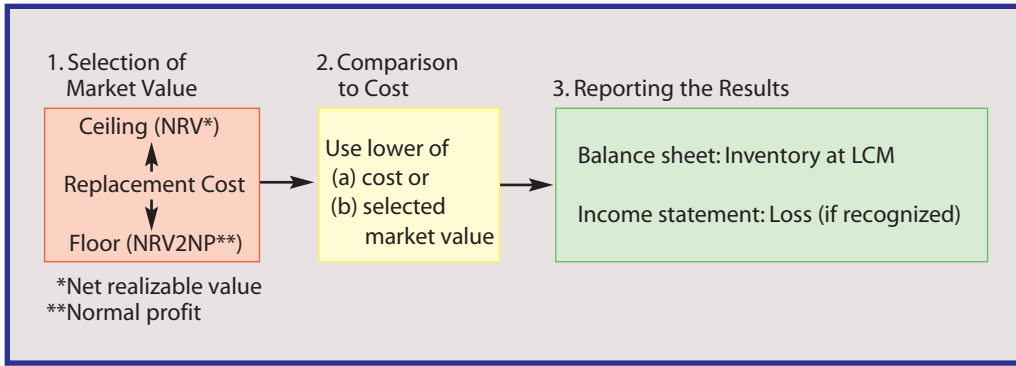 1. Selection of
Market Value
Ceiling (NRV*)
Replacement Cost
Floor (NRV2NP**)
*Net realizable value
**Normal profit
2. Comparison
to Cost
Use lower of
(a) cost or
(b) selected
market value
3. Reporting the Results
Balance sheet: Inventory at LCM
Income statement: Loss (if recognized)